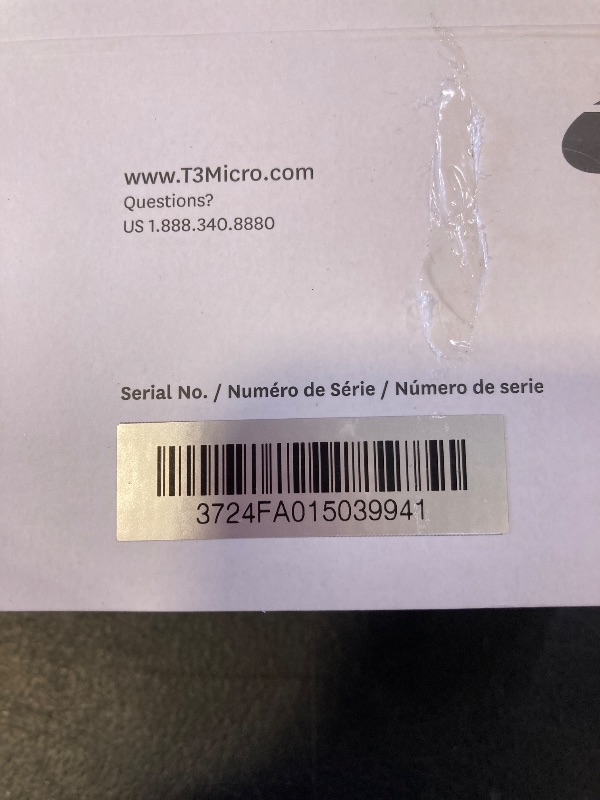 www.T3Micro.com
Questions?
US 1.888.340.8880
Serial No. / Numéro de Série / Número de serie
3724FA015039941